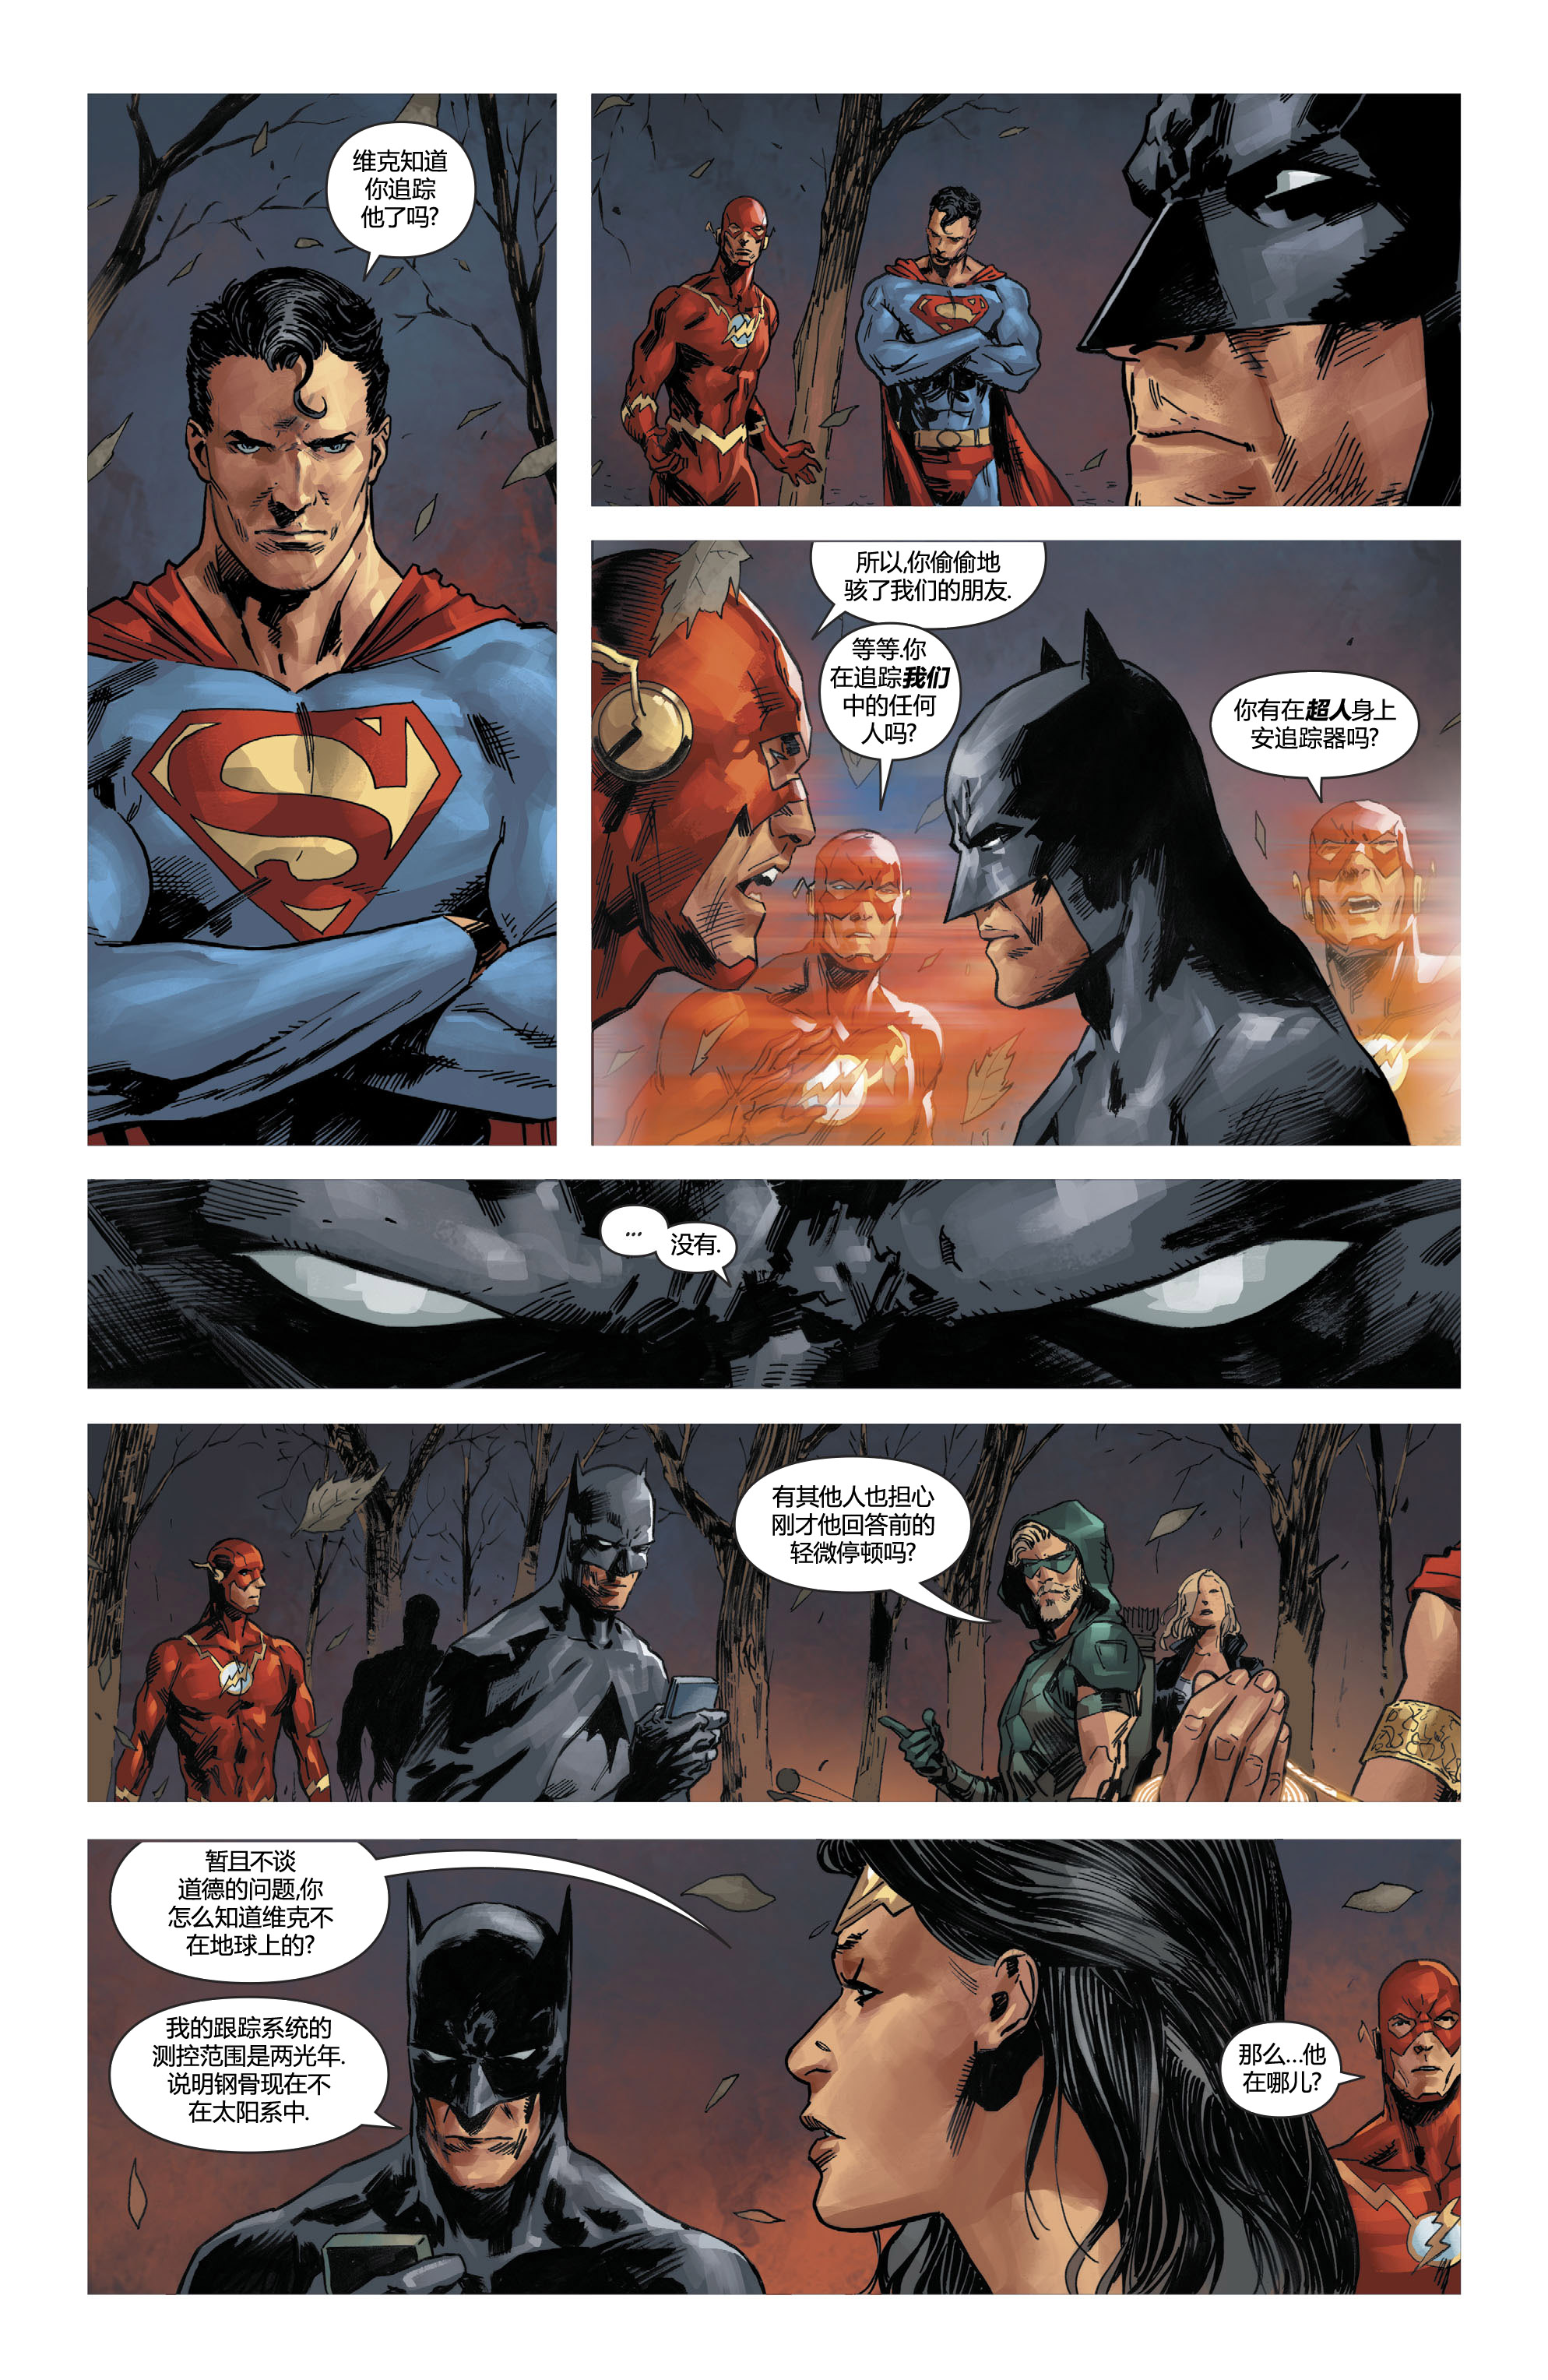 维克知道
你追踪
他了吗?
所以,你偷偷地
骇了我们的朋友.
等等.你
在追踪我们
中的任何
人吗?
你有在超人身上
安追踪器吗?
...
没有.
有其他人也担心
刚才他回答前的
轻微停顿吗?
暂且不谈
道德的问题,你
怎么知道维克不
在地球上的?
我的跟踪系统的
测控范围是两光年.
说明钢骨现在不
在太阳系中.
那么...他
在哪儿?